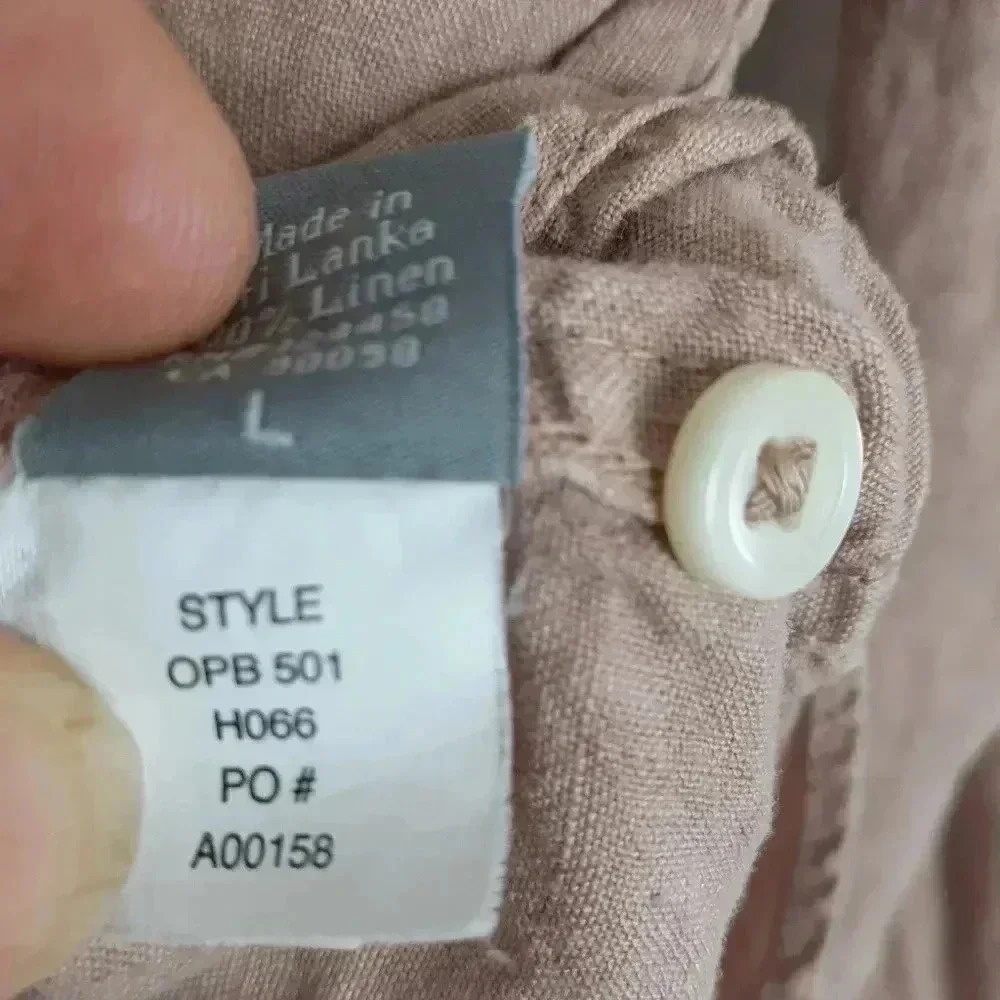 Made in
Lanka
% Linen
L
STYLE
OPB 501
H066
PO #
A00158